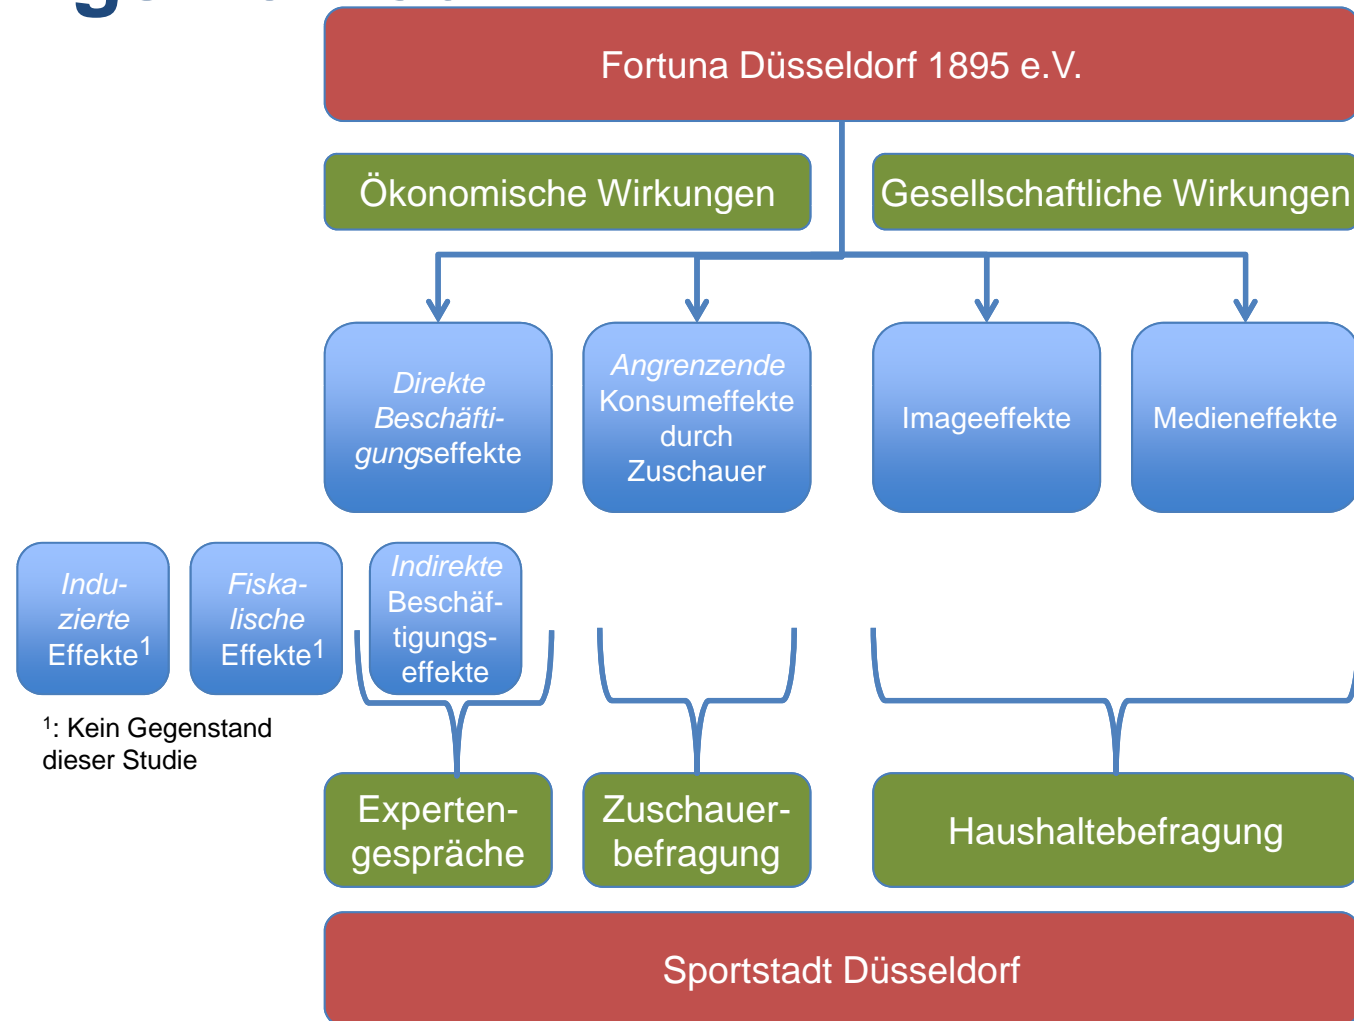 Fortuna Düsseldorf 1895 e.V.
Ökonomische Wirkungen
Gesellschaftliche Wirkungen
Direkte
Beschäfti-
gungseffekte
Angrenzende
Konsumeffekte
durch
Zuschauer
Imageeffekte
Medieneffekte
Indu-
zierte
Effekte1
Fiska-
lische
Effekte1
Indirekte
Beschäf-
tigungs-
effekte
1: Kein Gegenstand
dieser Studie
Experten-
gespräche
Zuschauer-
befragung
Haushaltebefragung
Sportstadt Düsseldorf